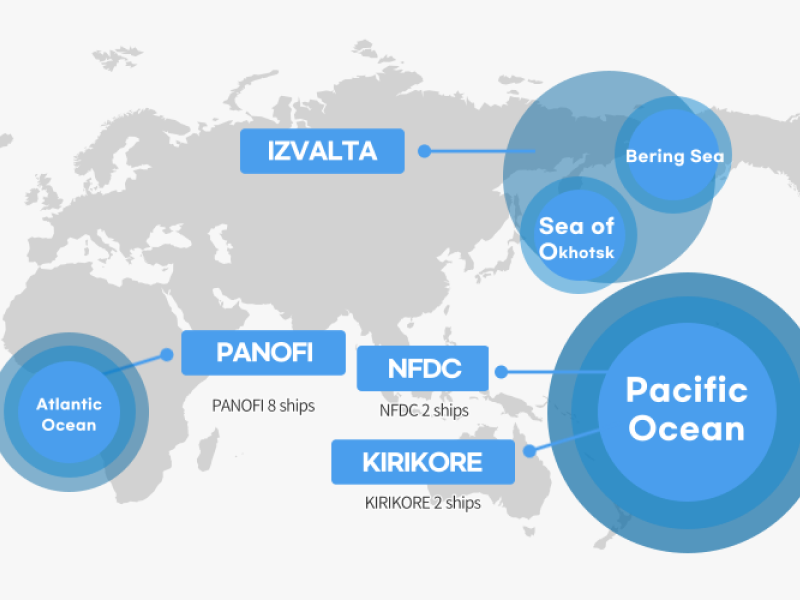 IZVALTA
Bering Sea
Sea of
Okhotsk
PANOFI
NFDC
Pacific
Ocean
Atlantic
Ocean
PANOFI 8 ships
NFDC 2 ships
KIRIKORE
KIRIKORE 2 ships